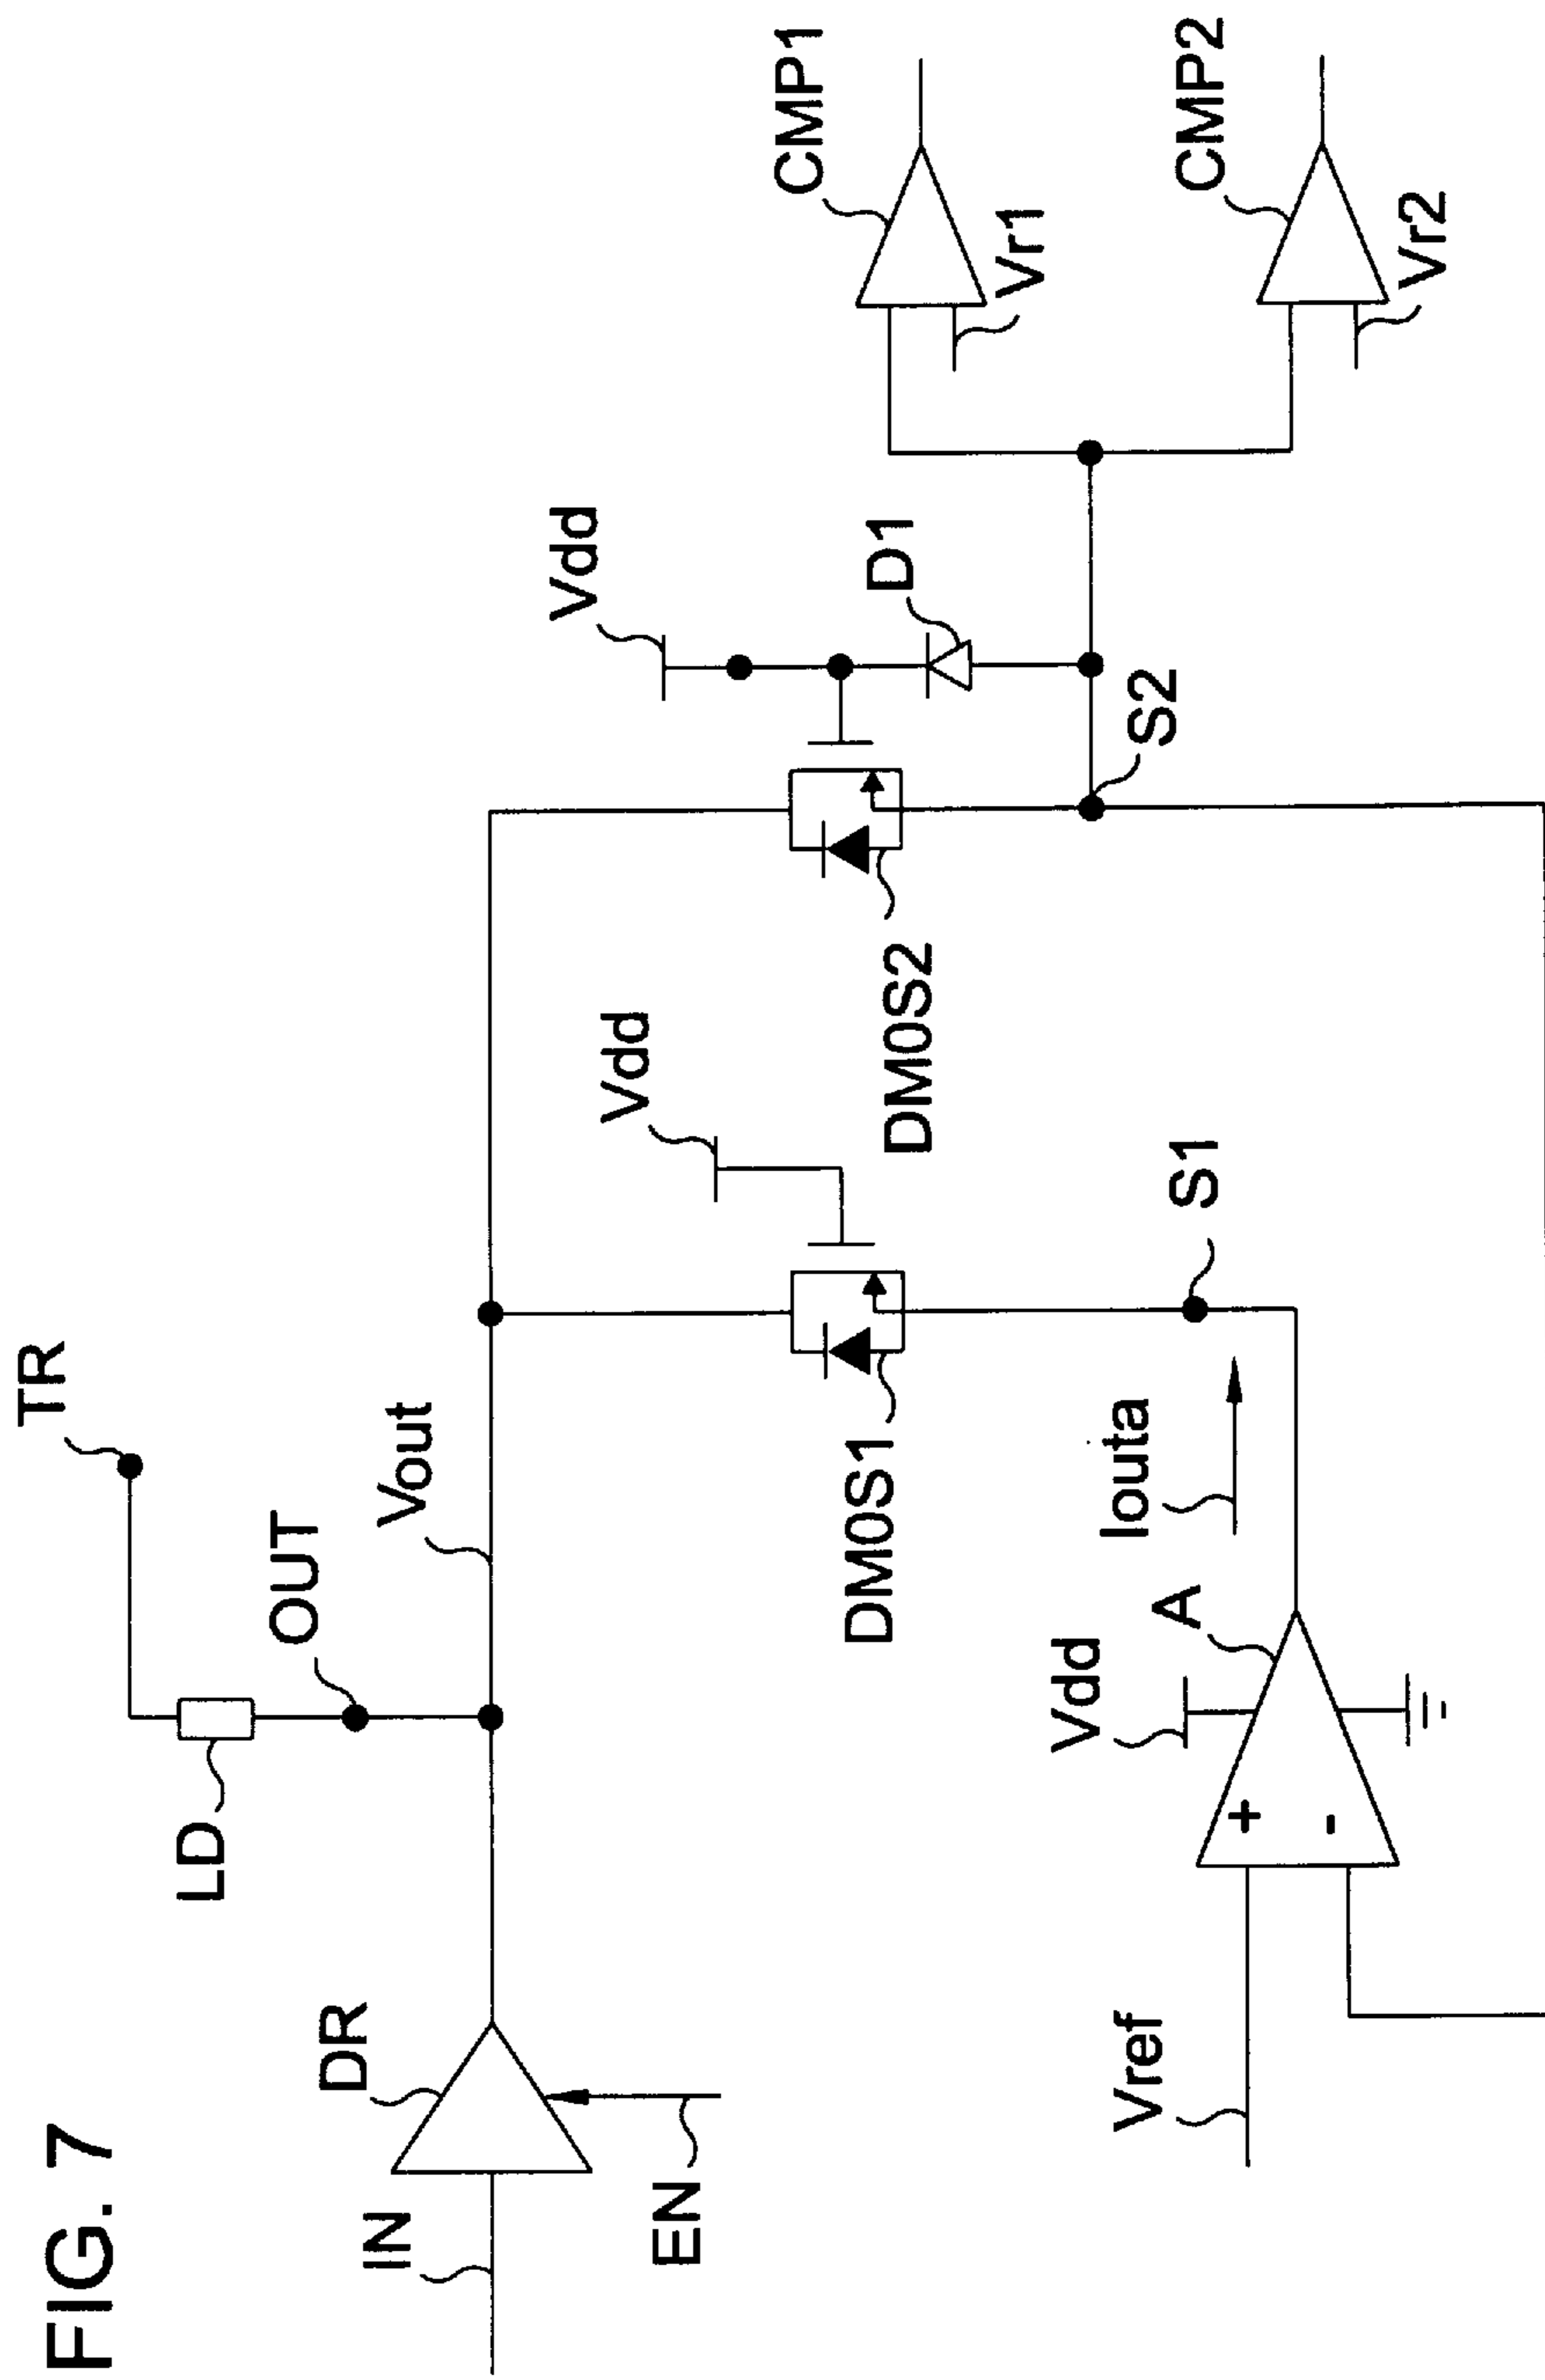 FIG. 7
TR
LD
OUT
Vout
DR
IN
EN
Vdd
Vdd
D1
CMP1
Vr1
CMP2
Vr2
DM0S1
DM0S2
S2
S1
Iouta
Vdd
A
+
-
Vref